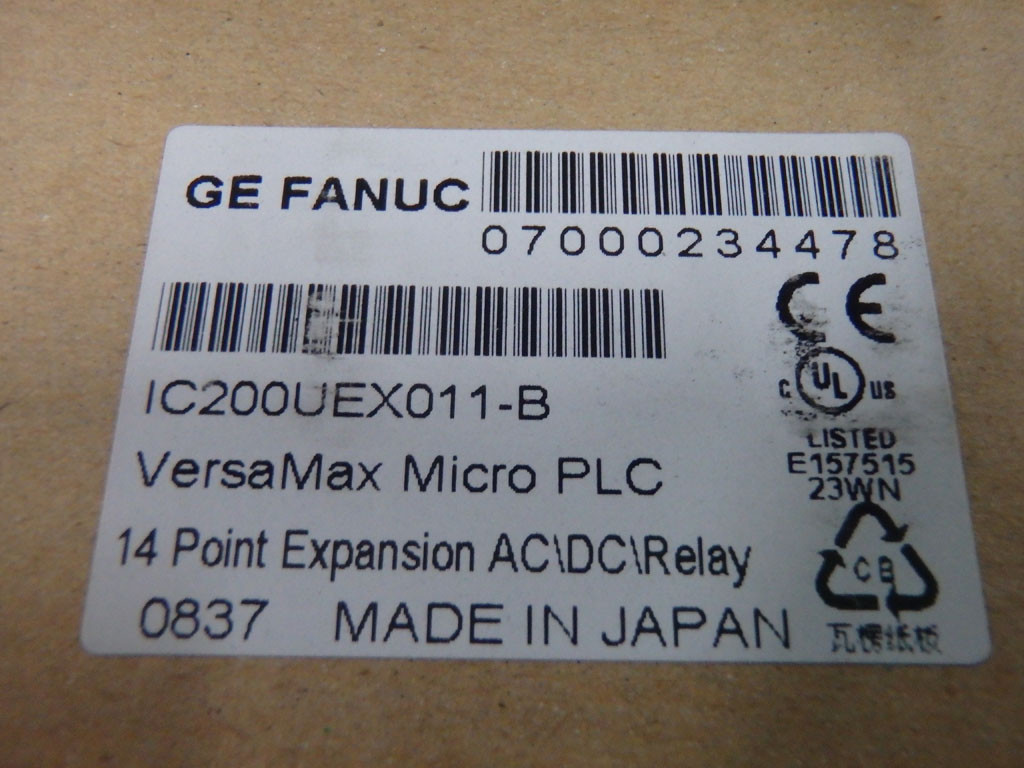 GE FANUC
07000234478
IC200UEX011-B
VersaMax Micro PLC
14 Point Expansion AC\DC\Relay
0837 MADE IN JAPAN
CE
C UL US
LISTED
E157515
23WN
CB
瓦楞纸板